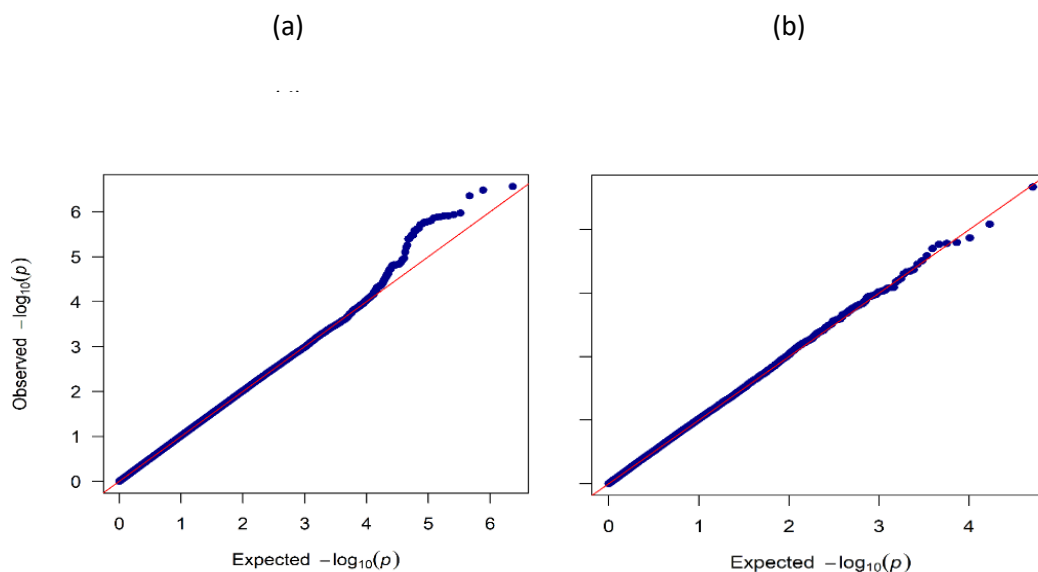 (a)
(b)
Observed −log₁₀(p)
6
5
4
3
2
1
0
0 1 2 3 4 5 6
Expected −log₁₀(p)
0 1 2 3 4
Expected −log₁₀(p)